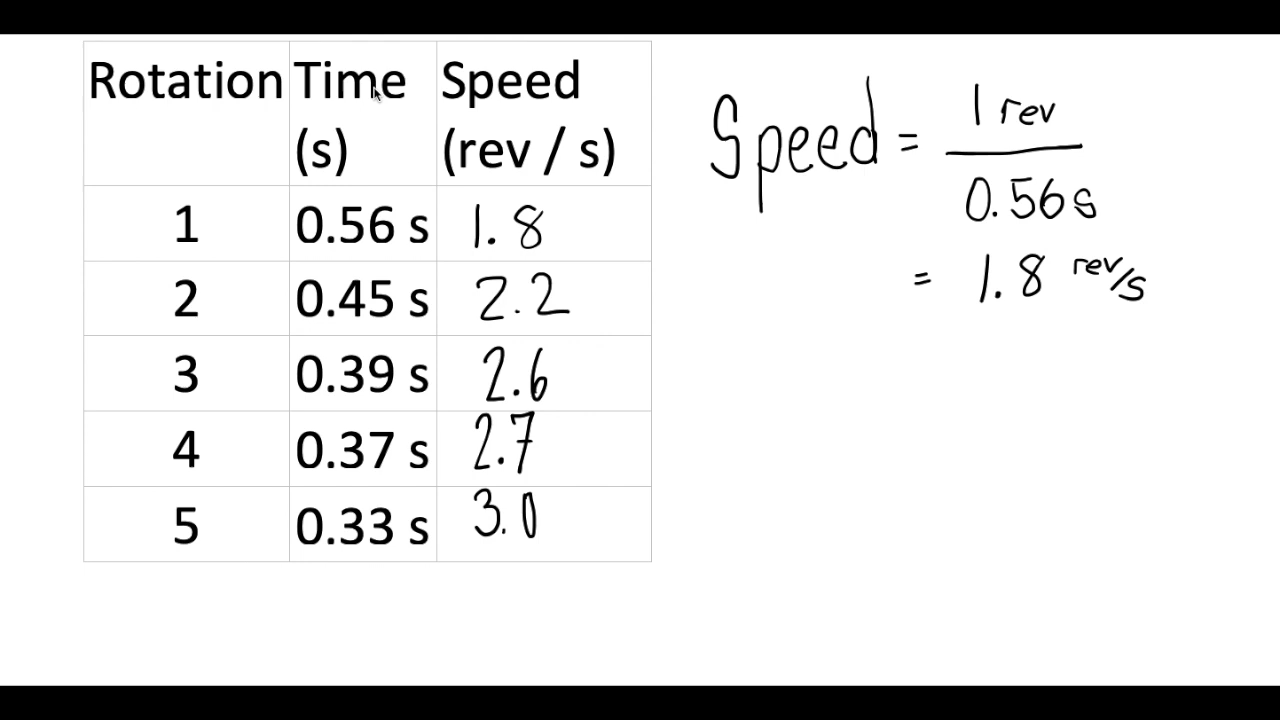 Rotation Time (s) Speed (rev / s)
1 0.56 s 1.8
2 0.45 s 2.2
3 0.39 s 2.6
4 0.37 s 2.7
5 0.33 s 3.0
Speed = 1 rev
0.56 s
= 1.8 rev/s